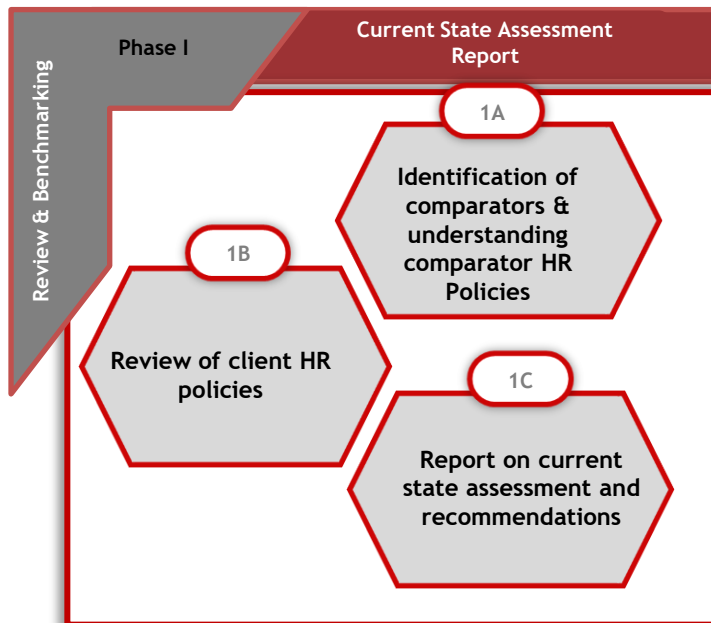 Phase I
Current State Assessment
Report
Review & Benchmarking
1A
Identification of
comparators &
understanding
comparator HR
Policies
1B
Review of client HR
policies
1C
Report on current
state assessment and
recommendations